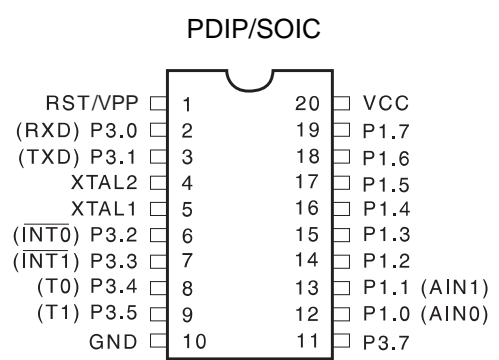 PDIP/SOIC
RST/VPP 1 20 VCC
(RXD) P3.0 2 19 P1.7
(TXD) P3.1 3 18 P1.6
XTAL2 4 17 P1.5
XTAL1 5 16 P1.4
(I̅N̅T̅0̅) P3.2 6 15 P1.3
(I̅N̅T̅1̅) P3.3 7 14 P1.2
(T0) P3.4 8 13 P1.1 (AIN1)
(T1) P3.5 9 12 P1.0 (AIN0)
GND 10 11 P3.7